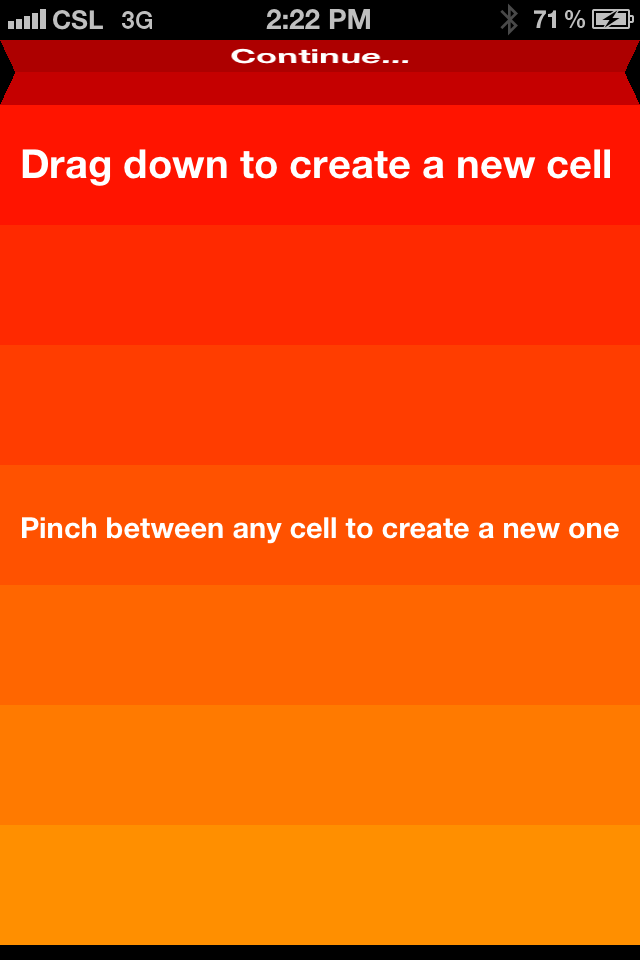 CSL 3G 2:22 PM 71 %
Continue...
Drag down to create a new cell
Pinch between any cell to create a new one